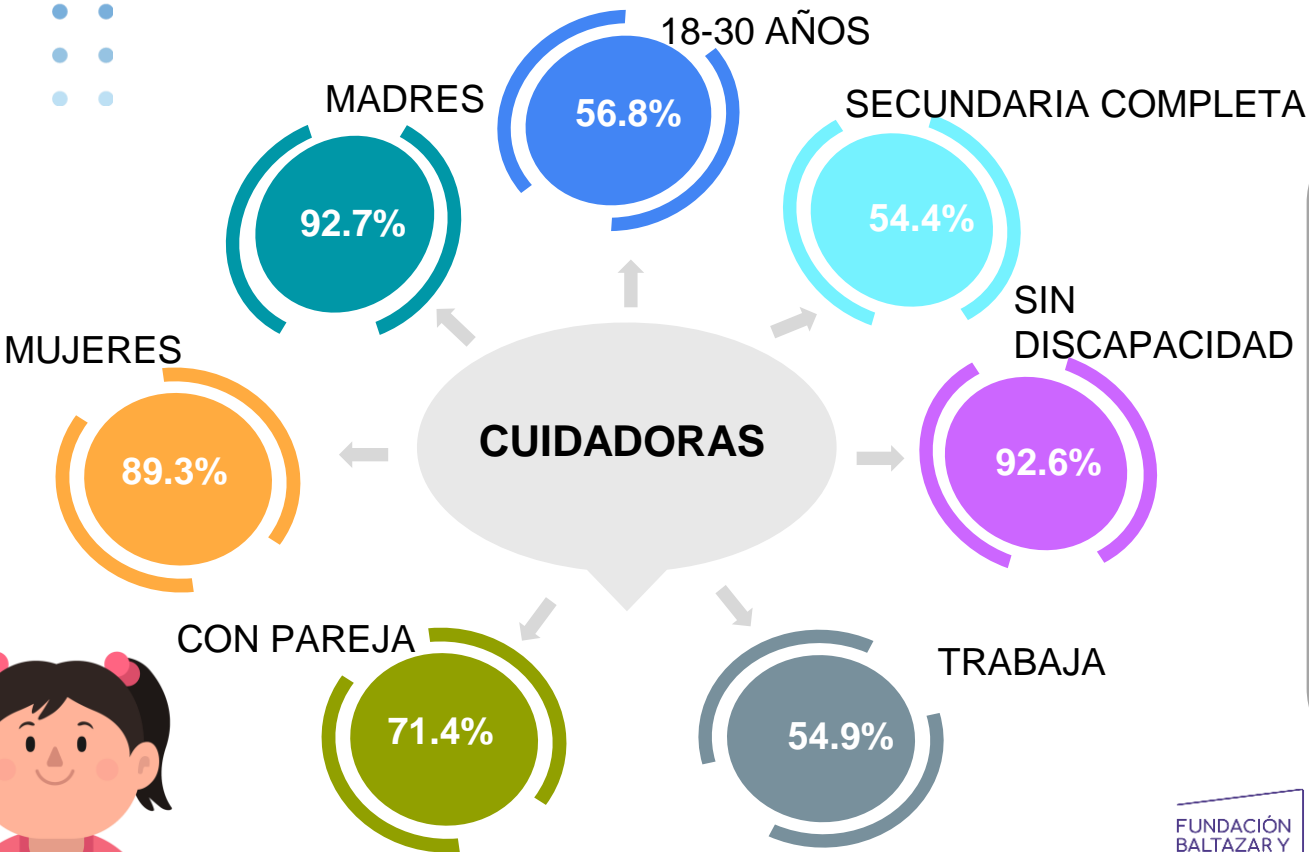 18-30 AÑOS
56.8%
MADRES
92.7%
SECUNDARIA COMPLETA
54.4%
SIN
DISCAPACIDAD
92.6%
MUJERES
89.3%
CUIDADORAS
CON PAREJA
71.4%
TRABAJA
54.9%
FUNDACIÓN
BALTAZAR Y